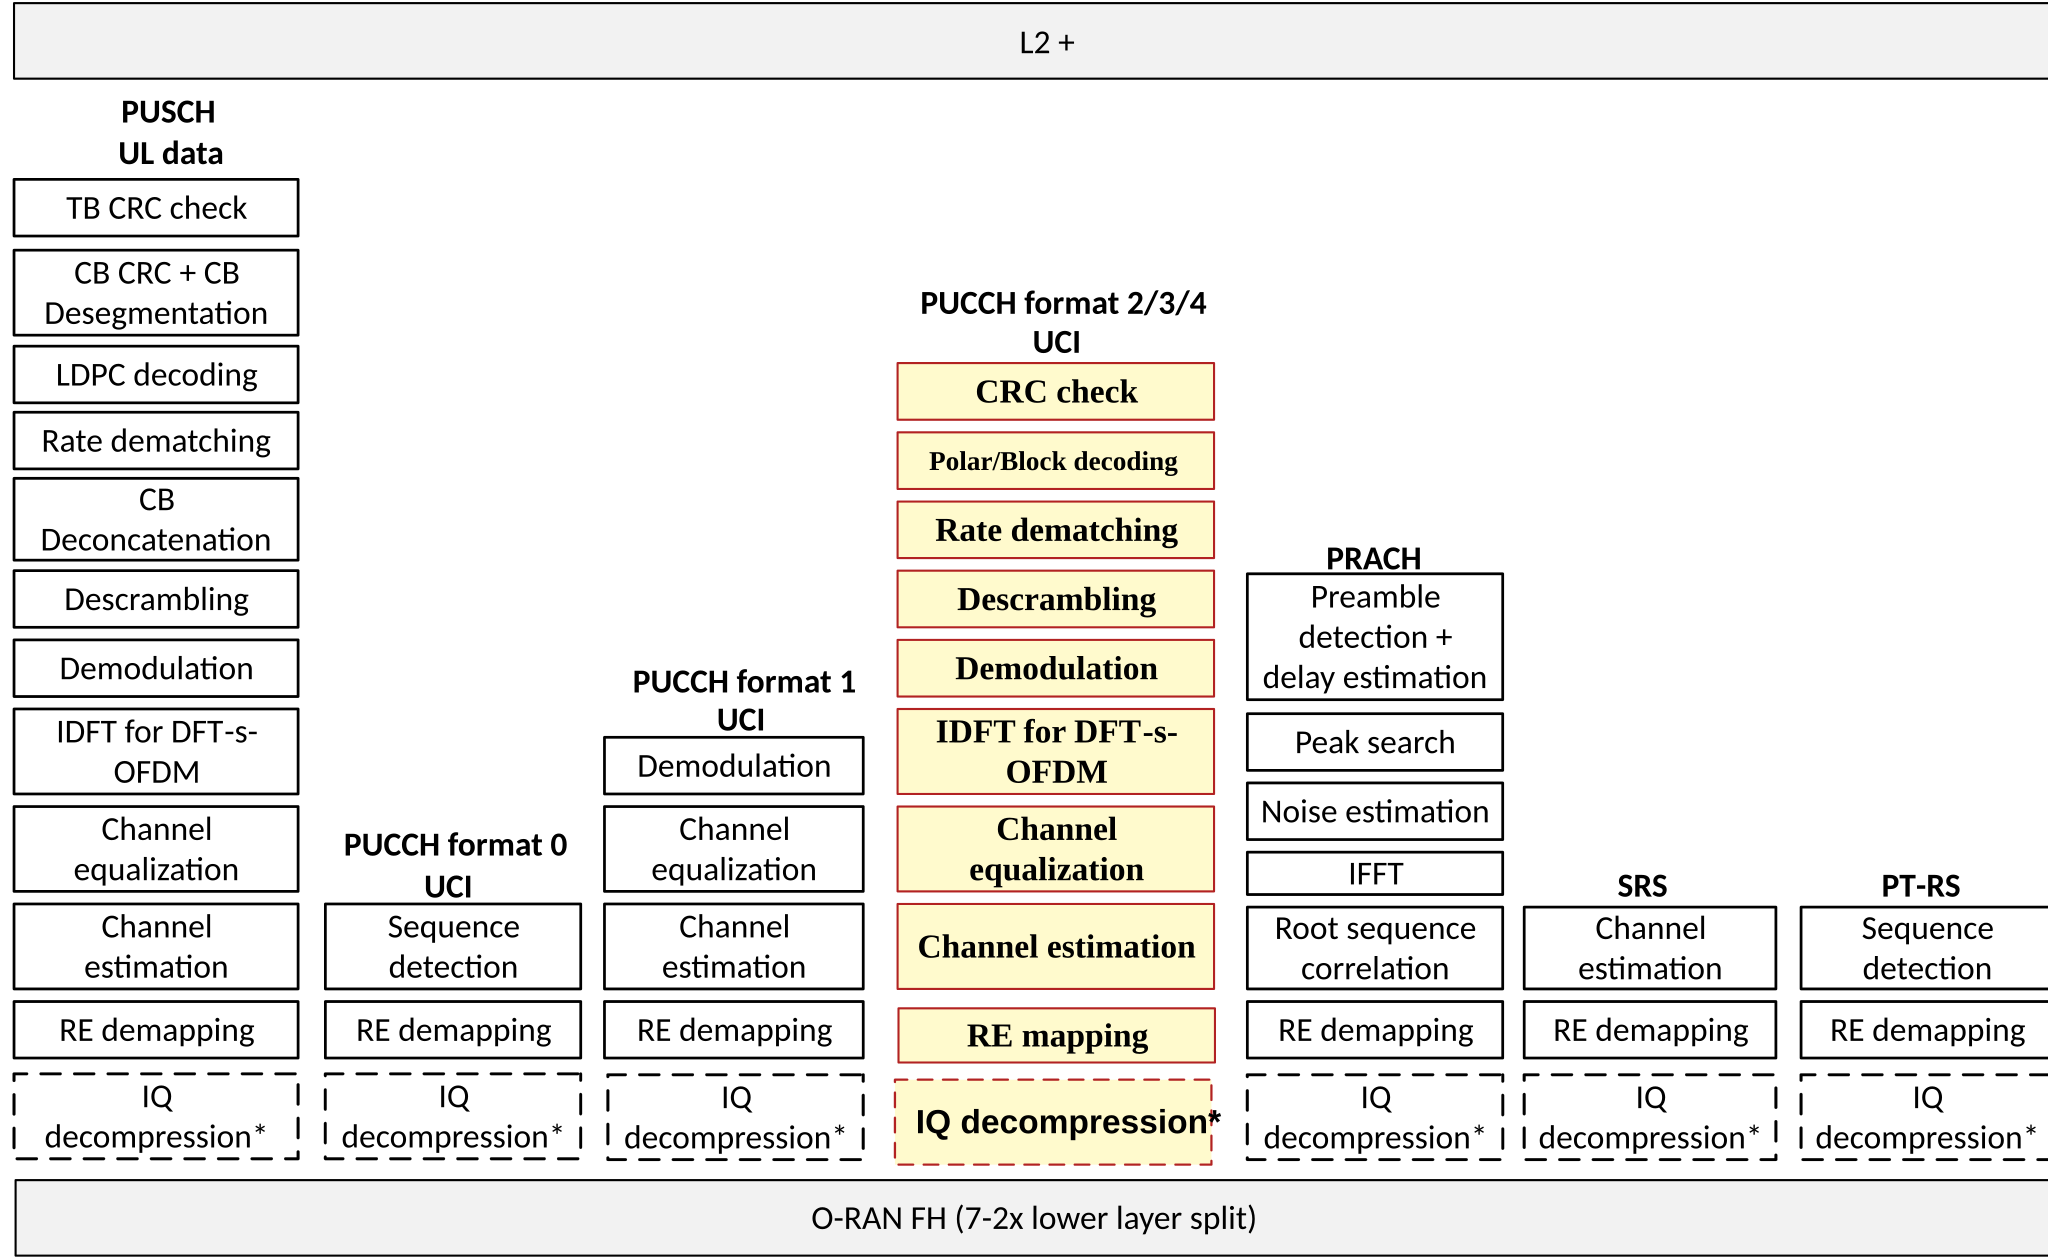 L2 +
PUSCH
UL data
TB CRC check
CB CRC + CB
Desegmentation
LDPC decoding
Rate dematching
CB
Deconcatenation
Descrambling
Demodulation
IDFT for DFT-s-
OFDM
Channel
equalization
Channel
estimation
RE demapping
IQ
decompression*
PUCCH format 0
UCI
Sequence
detection
RE demapping
IQ
decompression*
PUCCH format 1
UCI
Demodulation
Channel
equalization
Channel
estimation
RE demapping
IQ
decompression*
PUCCH format 2/3/4
UCI
CRC check
Polar/Block decoding
Rate dematching
Descrambling
Demodulation
IDFT for DFT-s-
OFDM
Channel
equalization
Channel estimation
RE mapping
IQ decompression*
PRACH
Preamble
detection +
delay estimation
Peak search
Noise estimation
IFFT
Root sequence
correlation
RE demapping
IQ
decompression*
SRS
Channel
estimation
RE demapping
IQ
decompression*
PT-RS
Sequence
detection
RE demapping
IQ
decompression*
O-RAN FH (7-2x lower layer split)